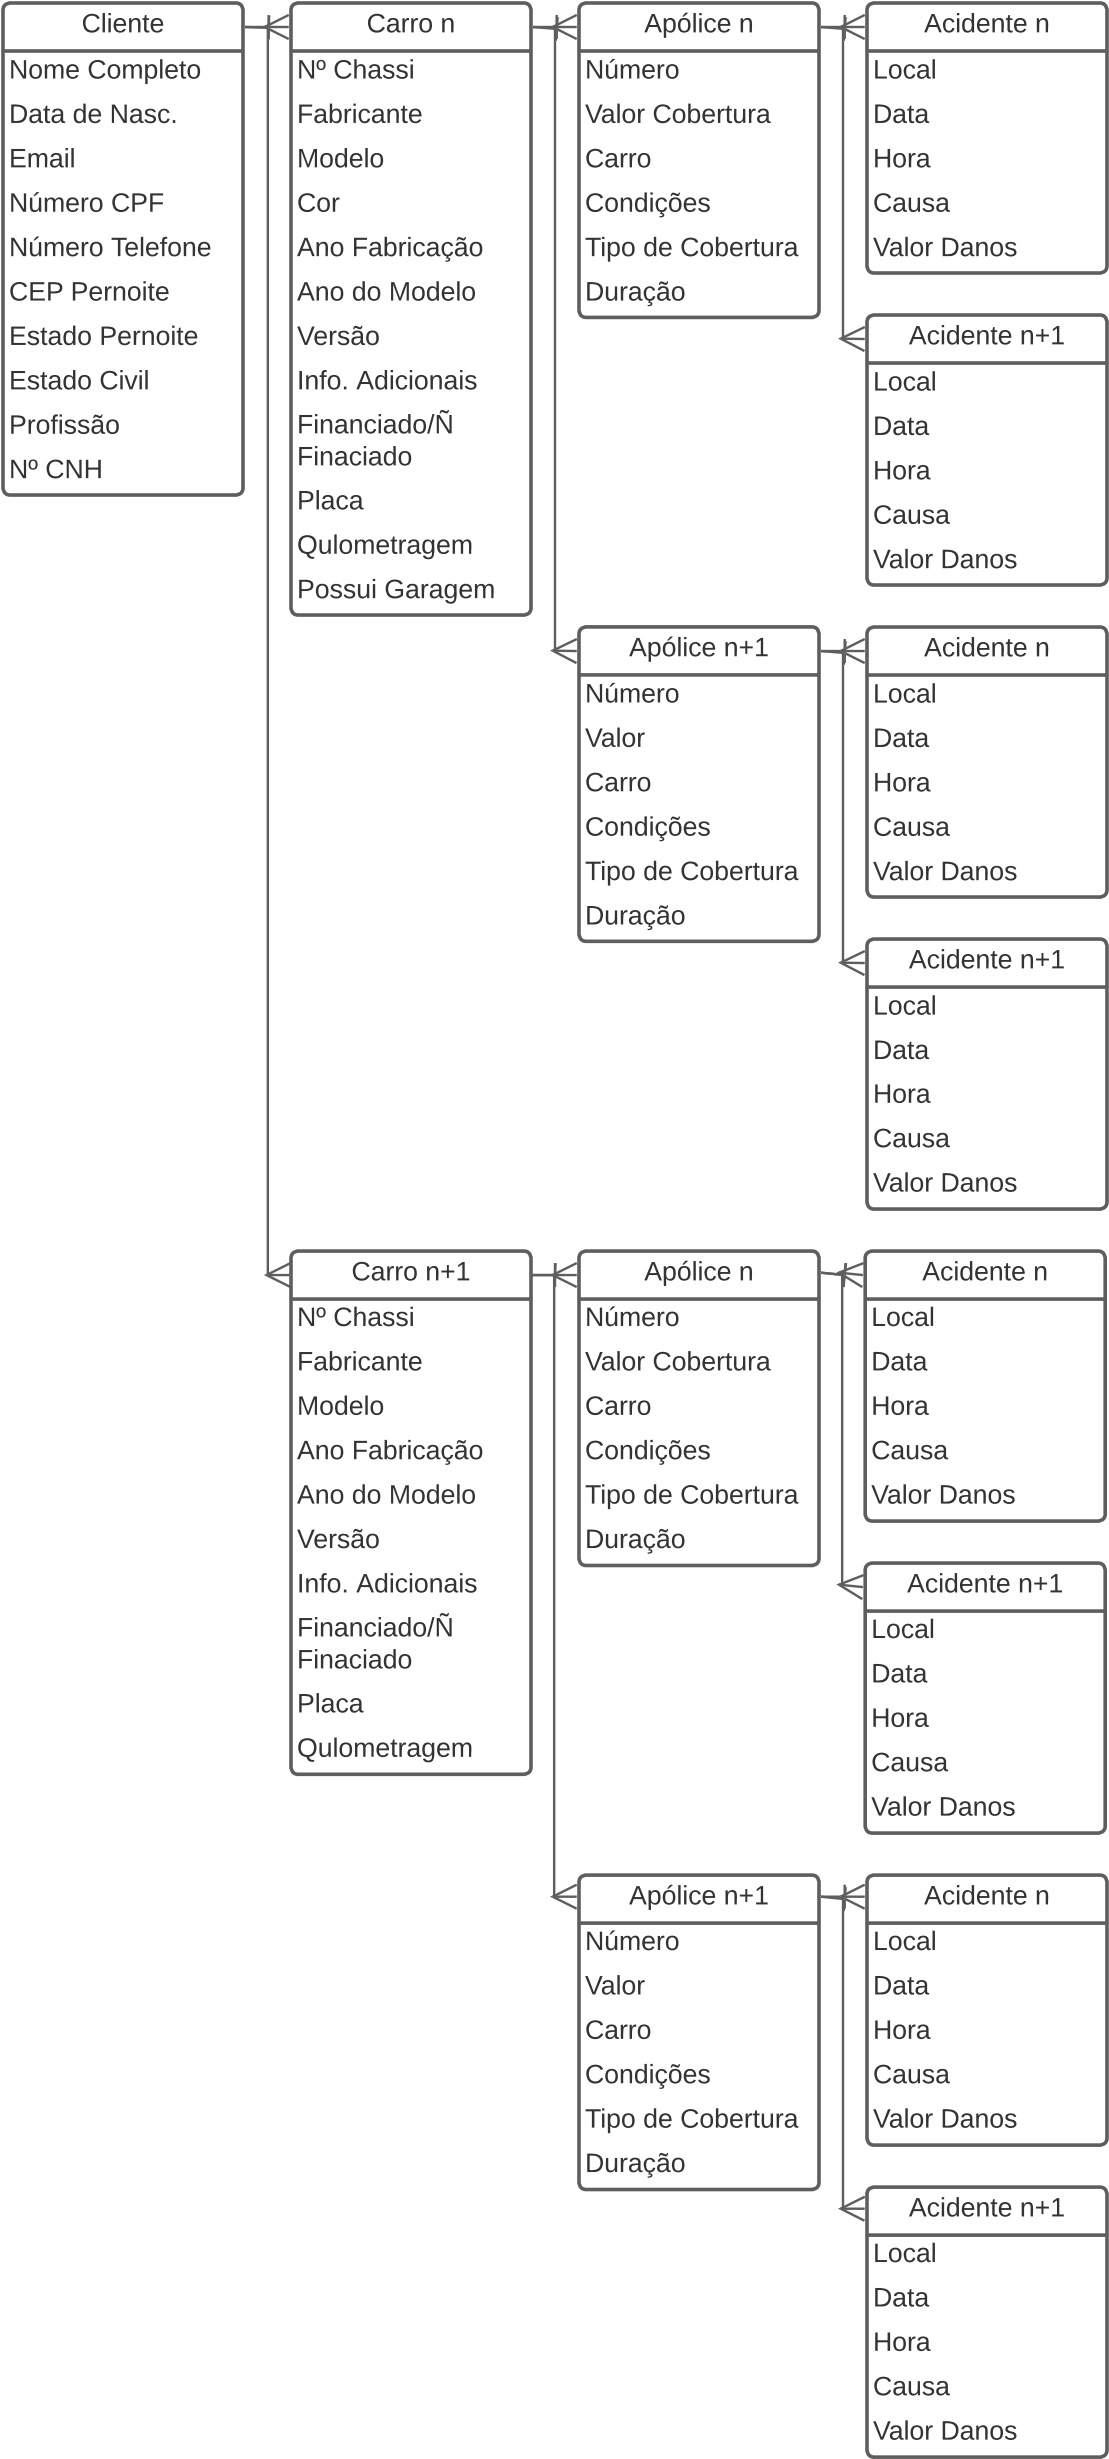 Cliente
Nome Completo
Data de Nasc.
Email
Número CPF
Número Telefone
CEP Pernoite
Estado Pernoite
Estado Civil
Profissão
Nº CNH
Carro n
Nº Chassi
Fabricante
Modelo
Cor
Ano Fabricação
Ano do Modelo
Versão
Info. Adicionais
Financiado/Ñ
Finaciado
Placa
Qulometragem
Possui Garagem
Apólice n
Número
Valor Cobertura
Carro
Condições
Tipo de Cobertura
Duração
Acidente n
Local
Data
Hora
Causa
Valor Danos
Acidente n+1
Local
Data
Hora
Causa
Valor Danos
Apólice n+1
Número
Valor
Carro
Condições
Tipo de Cobertura
Duração
Acidente n
Local
Data
Hora
Causa
Valor Danos
Acidente n+1
Local
Data
Hora
Causa
Valor Danos
Carro n+1
Nº Chassi
Fabricante
Modelo
Ano Fabricação
Ano do Modelo
Versão
Info. Adicionais
Financiado/Ñ
Finaciado
Placa
Qulometragem
Apólice n
Número
Valor Cobertura
Carro
Condições
Tipo de Cobertura
Duração
Acidente n
Local
Data
Hora
Causa
Valor Danos
Acidente n+1
Local
Data
Hora
Causa
Valor Danos
Apólice n+1
Número
Valor
Carro
Condições
Tipo de Cobertura
Duração
Acidente n
Local
Data
Hora
Causa
Valor Danos
Acidente n+1
Local
Data
Hora
Causa
Valor Danos